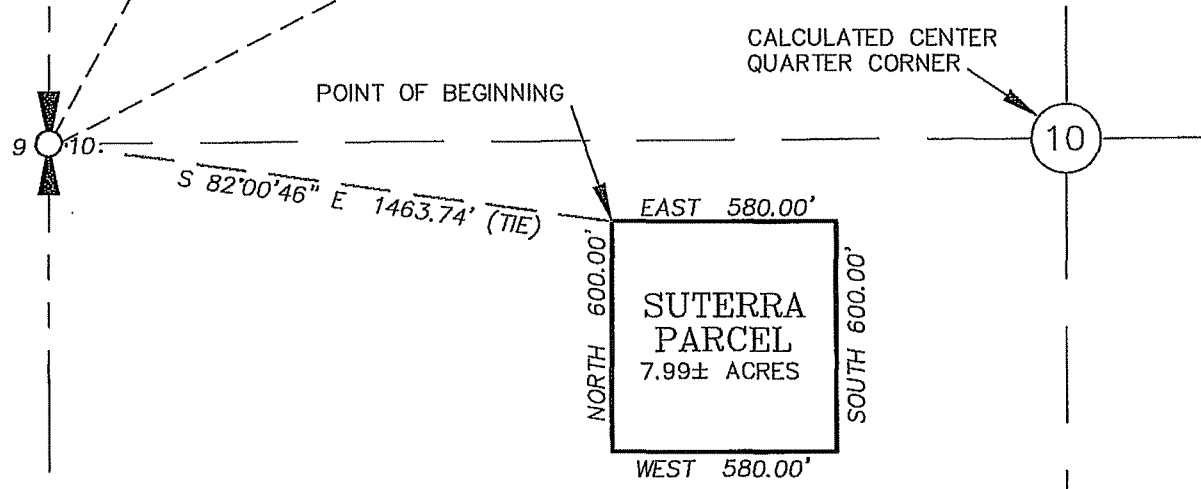 CALCULATED CENTER
QUARTER CORNER
POINT OF BEGINNING
9 10
10
S 82°00'46" E 1463.74' (TIE)
EAST 580.00'
NORTH 600.00'
SUTERRA
PARCEL
7.99± ACRES
SOUTH 600.00'
WEST 580.00'